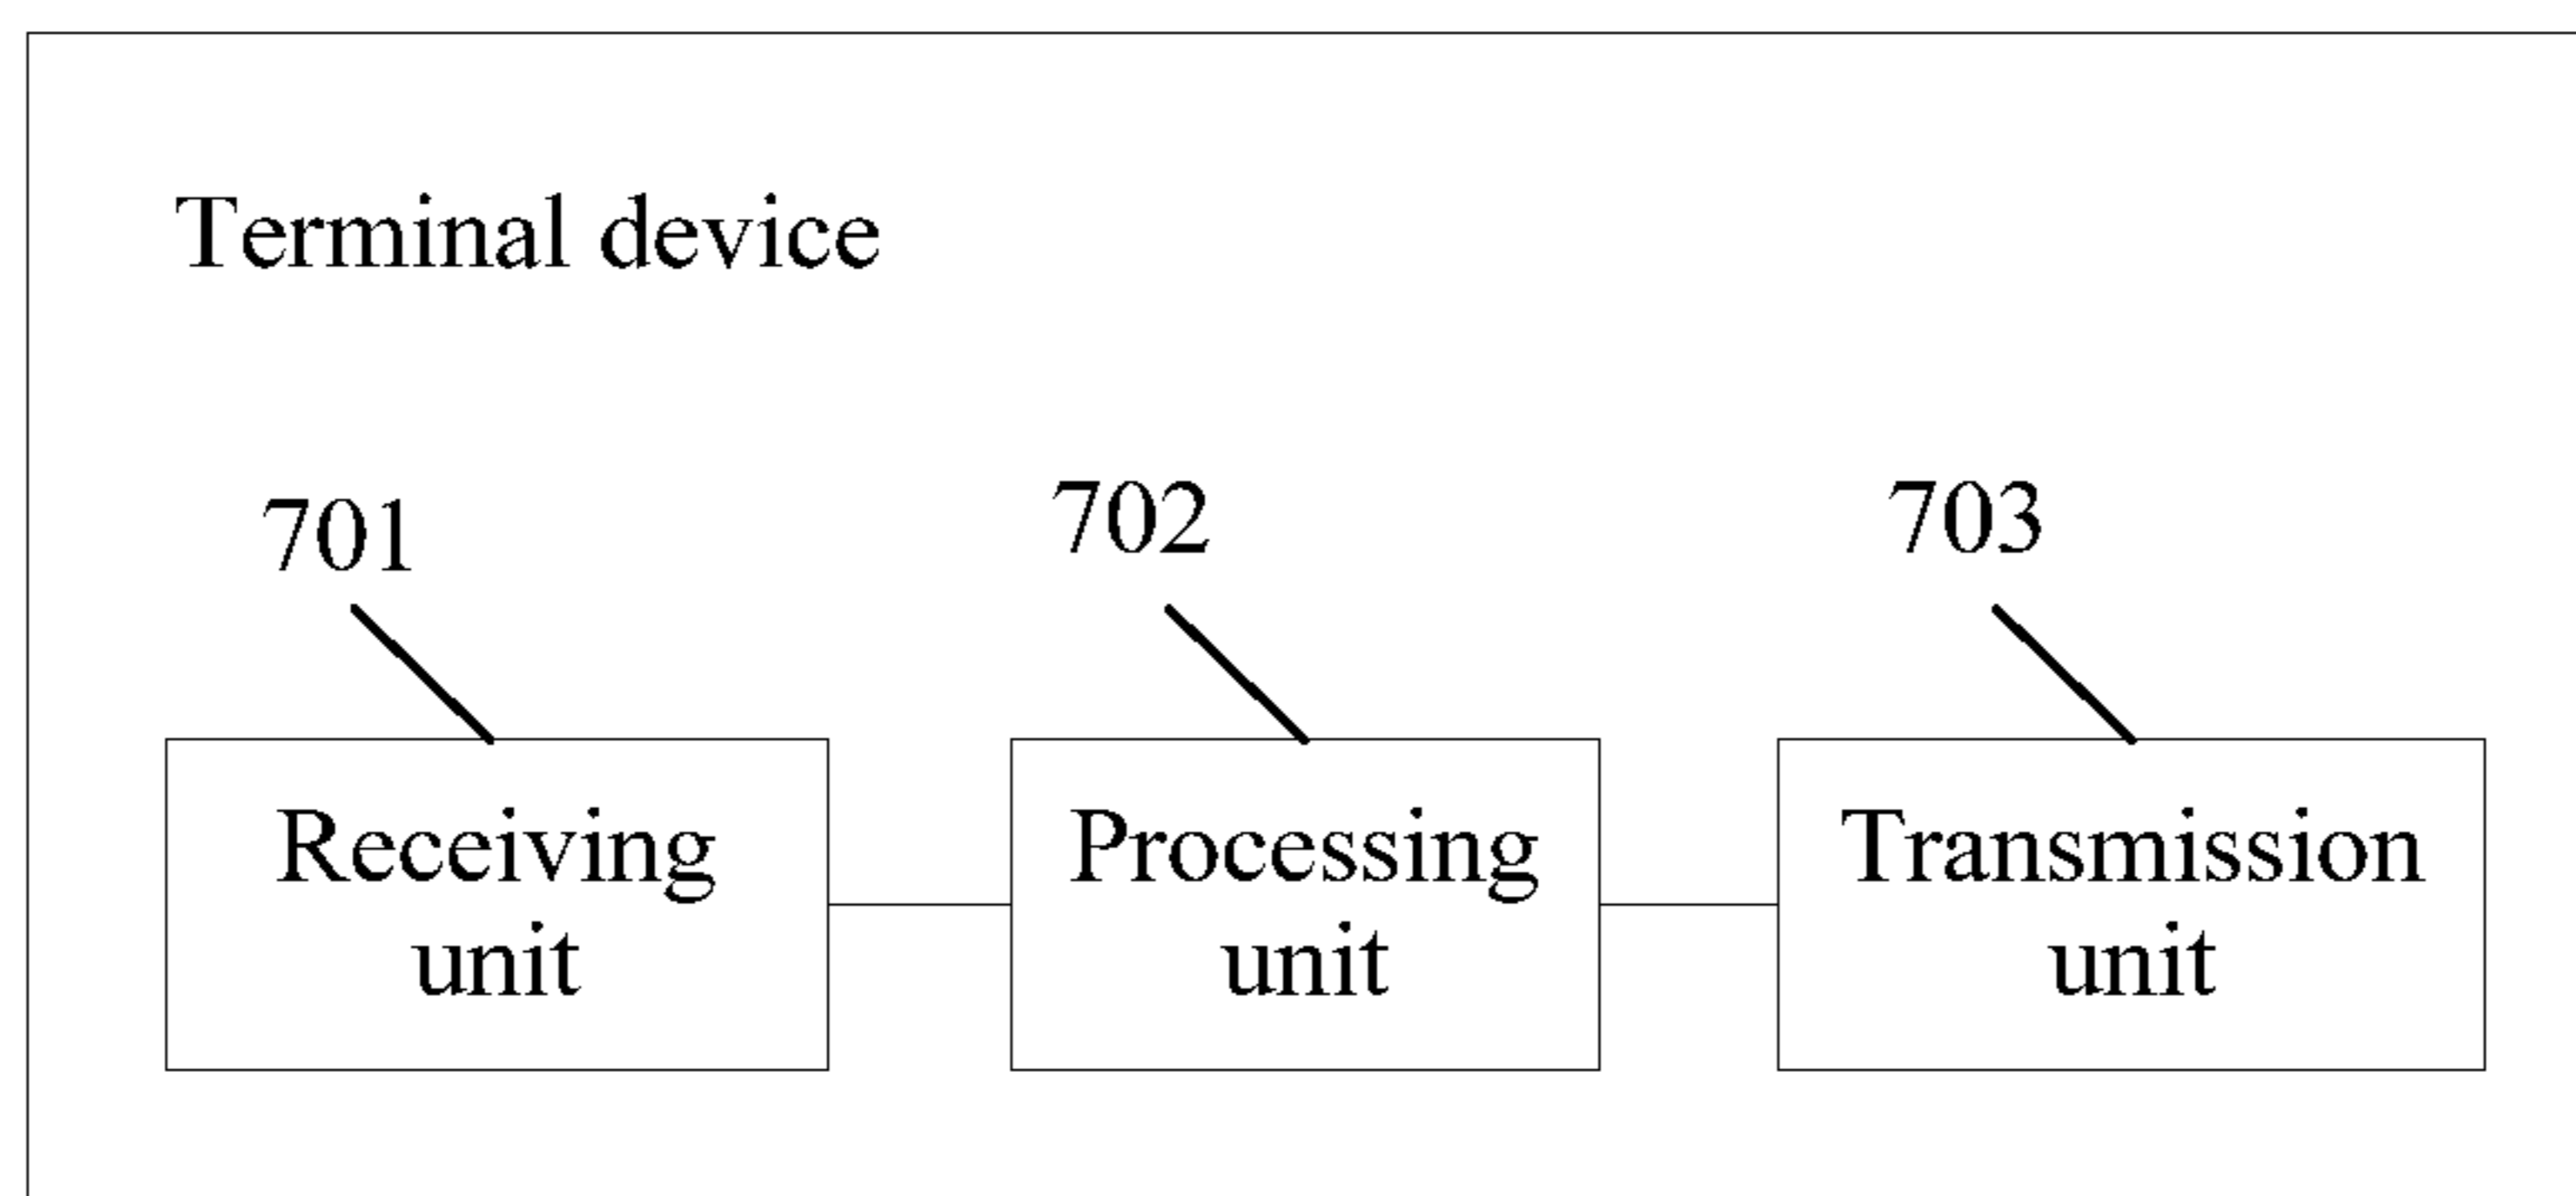 Terminal device
701
702
703
Receiving
unit
Processing
unit
Transmission
unit